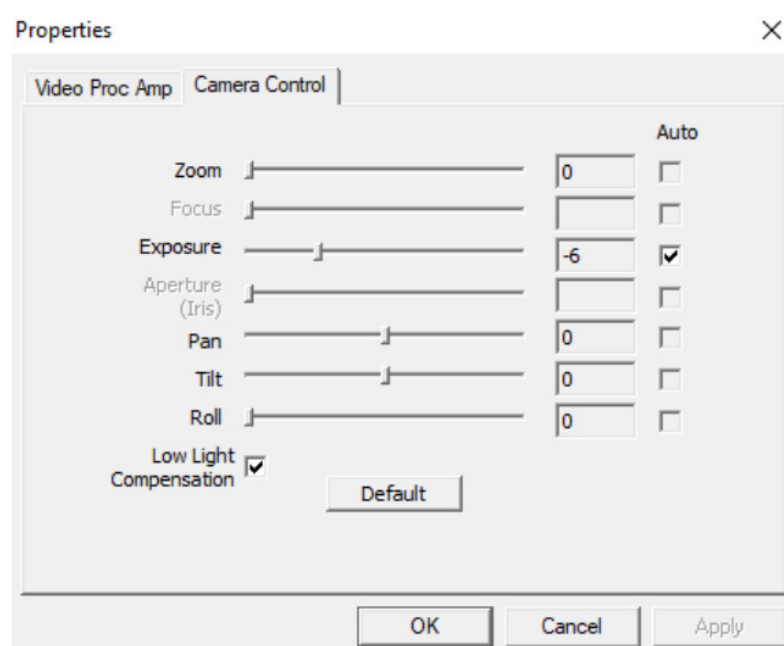 Properties
Video Proc Amp Camera Control
Auto
Zoom 0
Focus
Exposure -6
Aperture
(Iris)
Pan 0
Tilt 0
Roll 0
Low Light
Compensation
Default
OK Cancel Apply